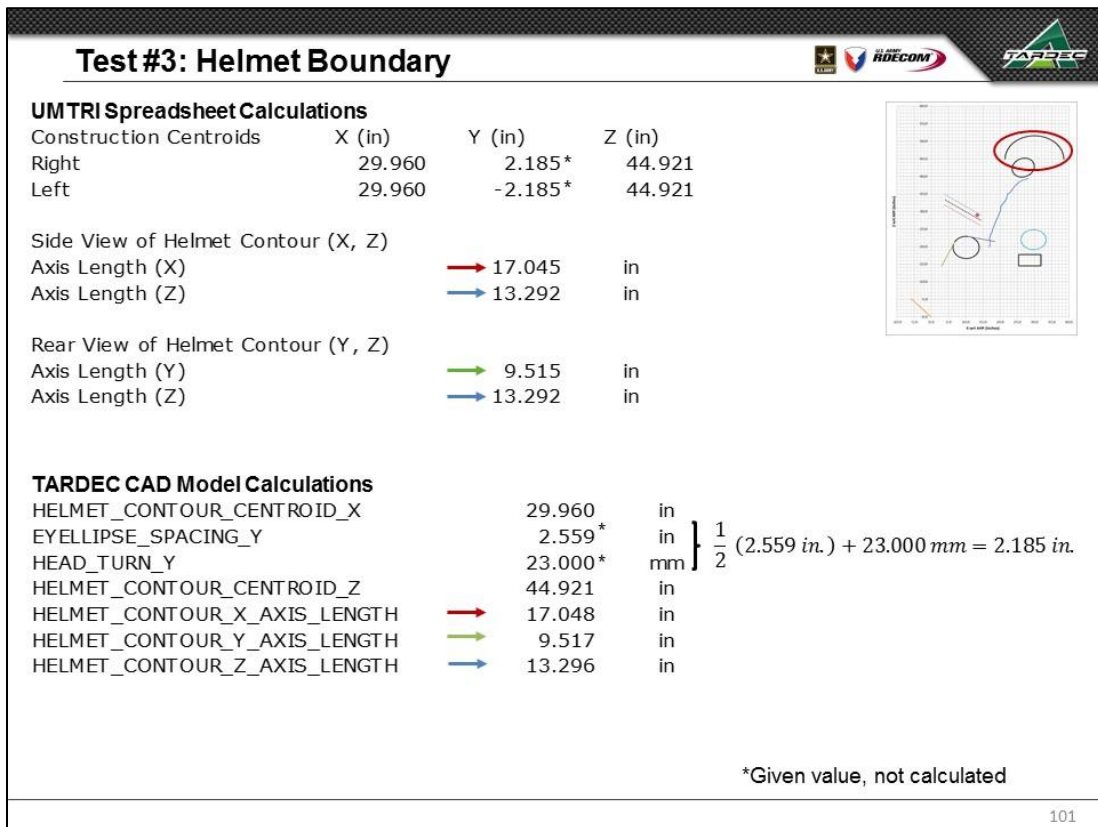 Test #3: Helmet Boundary
U.S. ARMY
RDECOM
TARDEC
UMTRI Spreadsheet Calculations
Construction Centroids X (in) Y (in) Z (in)
Right 29.960 2.185* 44.921
Left 29.960 -2.185* 44.921
Side View of Helmet Contour (X, Z)
Axis Length (X) 17.045 in
Axis Length (Z) 13.292 in
Rear View of Helmet Contour (Y, Z)
Axis Length (Y) 9.515 in
Axis Length (Z) 13.292 in
TARDEC CAD Model Calculations
HELMET_CONTOUR_CENTROID_X 29.960 in
EYELLIPSE_SPACING_Y 2.559* in
HEAD_TURN_Y 23.000* mm
1/2 (2.559 in.) + 23.000 mm = 2.185 in.
HELMET_CONTOUR_CENTROID_Z 44.921 in
HELMET_CONTOUR_X_AXIS_LENGTH 17.048 in
HELMET_CONTOUR_Y_AXIS_LENGTH 9.517 in
HELMET_CONTOUR_Z_AXIS_LENGTH 13.296 in
*Given value, not calculated
101